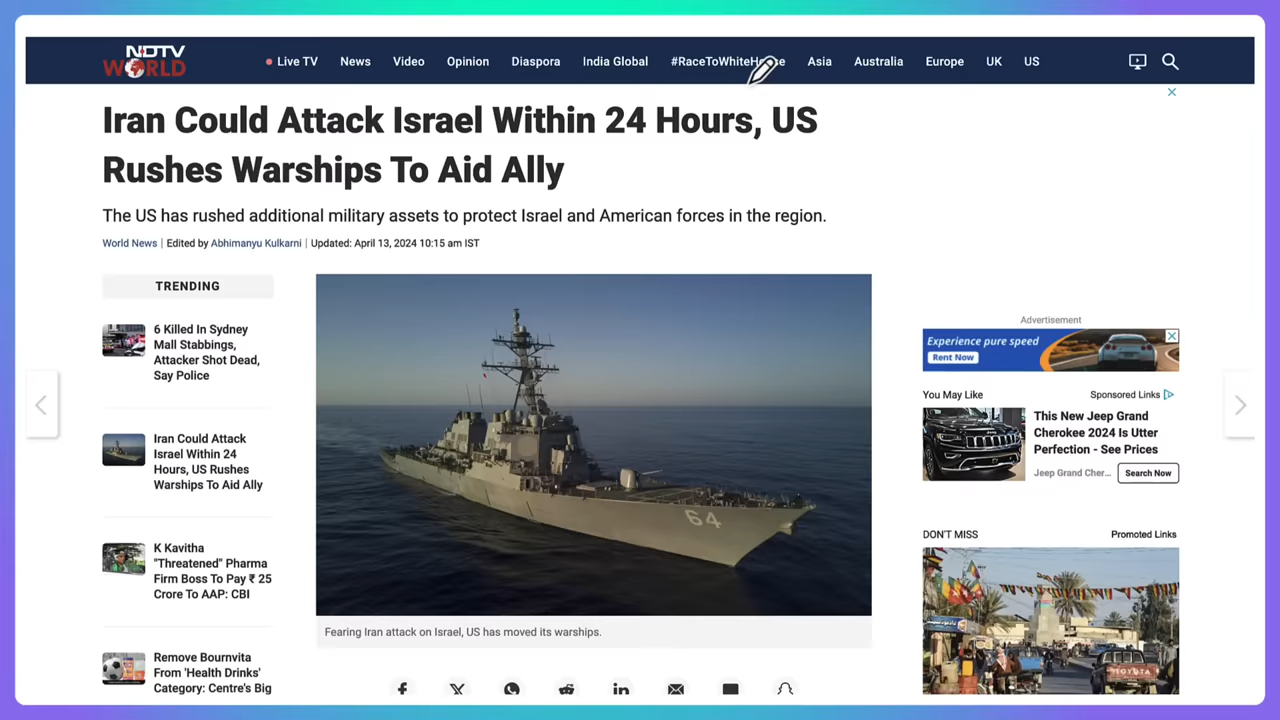 NDTV
WORLD
Live TV
News
Video
Opinion
Diaspora
India Global
#RaceToWhiteHouse
Asia
Australia
Europe
UK
US
Iran Could Attack Israel Within 24 Hours, US
Rushes Warships To Aid Ally
The US has rushed additional military assets to protect Israel and American forces in the region.
World News | Edited by Abhimanyu Kulkarni | Updated: April 13, 2024 10:15 am IST
TRENDING
6 Killed In Sydney
Mall Stabbings,
Attacker Shot Dead,
Say Police
Iran Could Attack
Israel Within 24
Hours, US Rushes
Warships To Aid Ally
K Kavitha
"Threatened" Pharma
Firm Boss To Pay ₹ 25
Crore To AAP: CBI
Remove Bournvita
From 'Health Drinks'
Category: Centre's Big
64
Fearing Iran attack on Israel, US has moved its warships.
Advertisement
Experience pure speed
Rent Now
You May Like
Sponsored Links
This New Jeep Grand
Cherokee 2024 Is Utter
Perfection - See Prices
Jeep Grand Cher...
Search Now
DON'T MISS
Promoted Links
TOYOTA